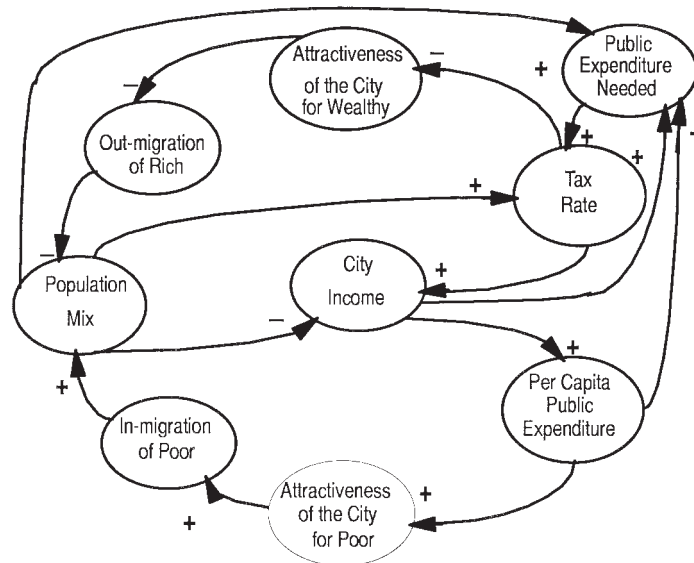 Attractiveness
of the City
for Wealthy
Public
Expenditure
Needed
+
−
−
Out-migration
of Rich
+
+
+
Tax
Rate
+
−
Population
Mix
City
Income
+
−
+
+
Per Capita
Public
Expenditure
In-migration
of Poor
+
Attractiveness
of the City
for Poor
+